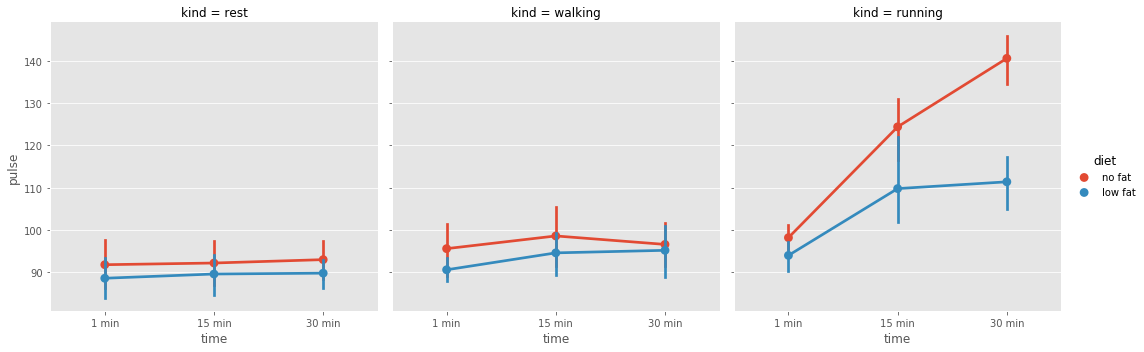 kind = rest
kind = walking
kind = running
pulse
140
130
120
110
100
90
1 min
15 min
30 min
time
1 min
15 min
30 min
time
1 min
15 min
30 min
time
diet
no fat
low fat